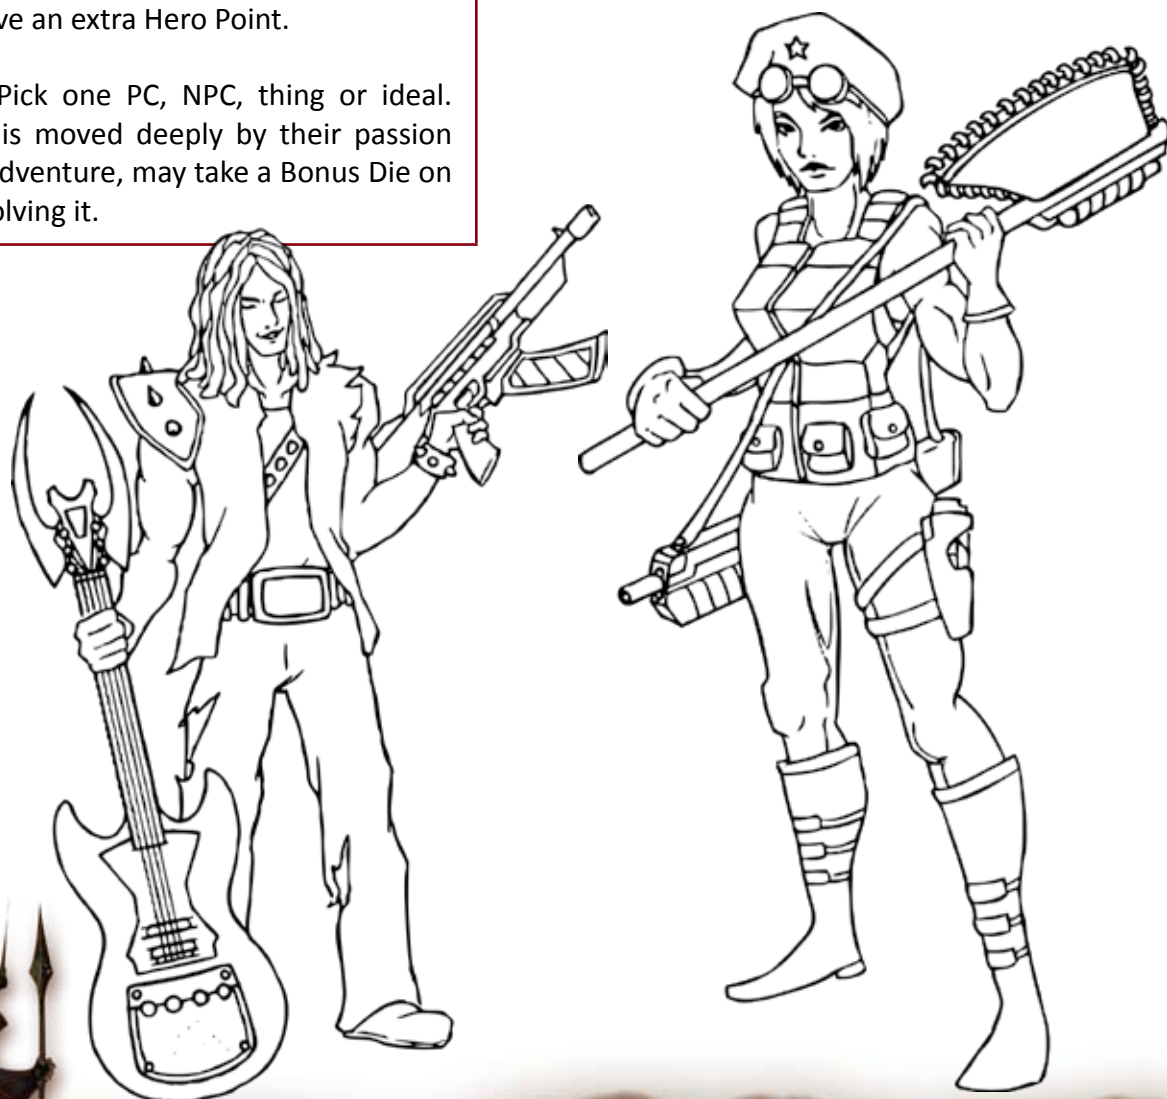 ve an extra Hero Point.
Pick one PC, NPC, thing or ideal.
is moved deeply by their passion
dventure, may take a Bonus Die on
olving it.